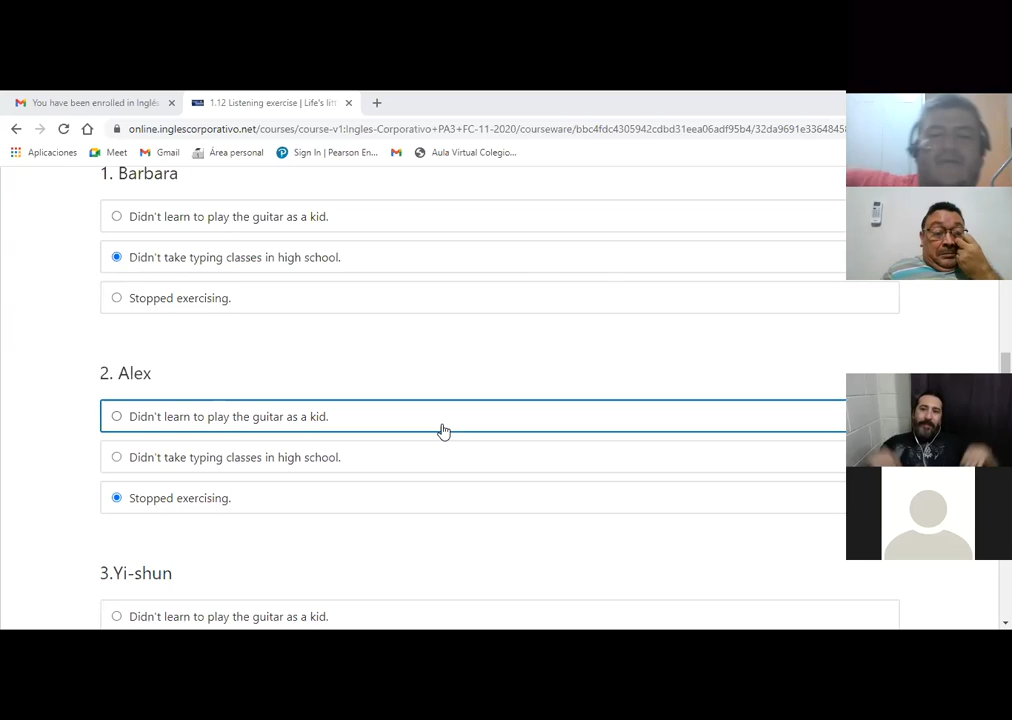 You have been enrolled in Inglés
1.12 Listening exercise | Life's litt
online.inglescorporativo.net/courses/course-v1:Ingles-Corporativo+PA3+FC-11-2020/courseware/bbc4fdc4305942cdbd31eea06adf95b4/32da9691e3364845
Aplicaciones Meet Gmail Área personal Sign In | Pearson En... Aula Virtual Colegio...
1. Barbara
Didn't learn to play the guitar as a kid.
Didn't take typing classes in high school.
Stopped exercising.
2. Alex
Didn't learn to play the guitar as a kid.
Didn't take typing classes in high school.
Stopped exercising.
3.Yi-shun
Didn't learn to play the guitar as a kid.